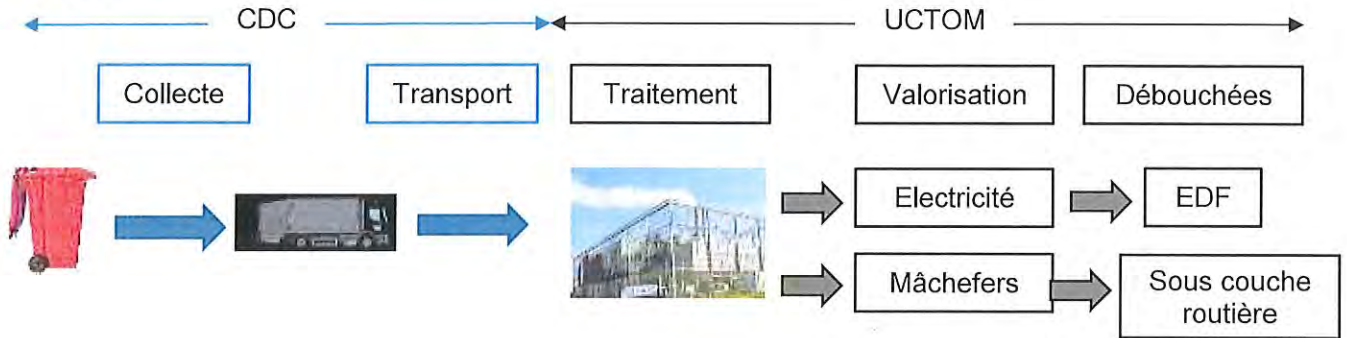 CDC
UCTOM
Collecte
Transport
Traitement
Valorisation
Débouchées
Electricité
EDF
Mâchefers
Sous couche
routière